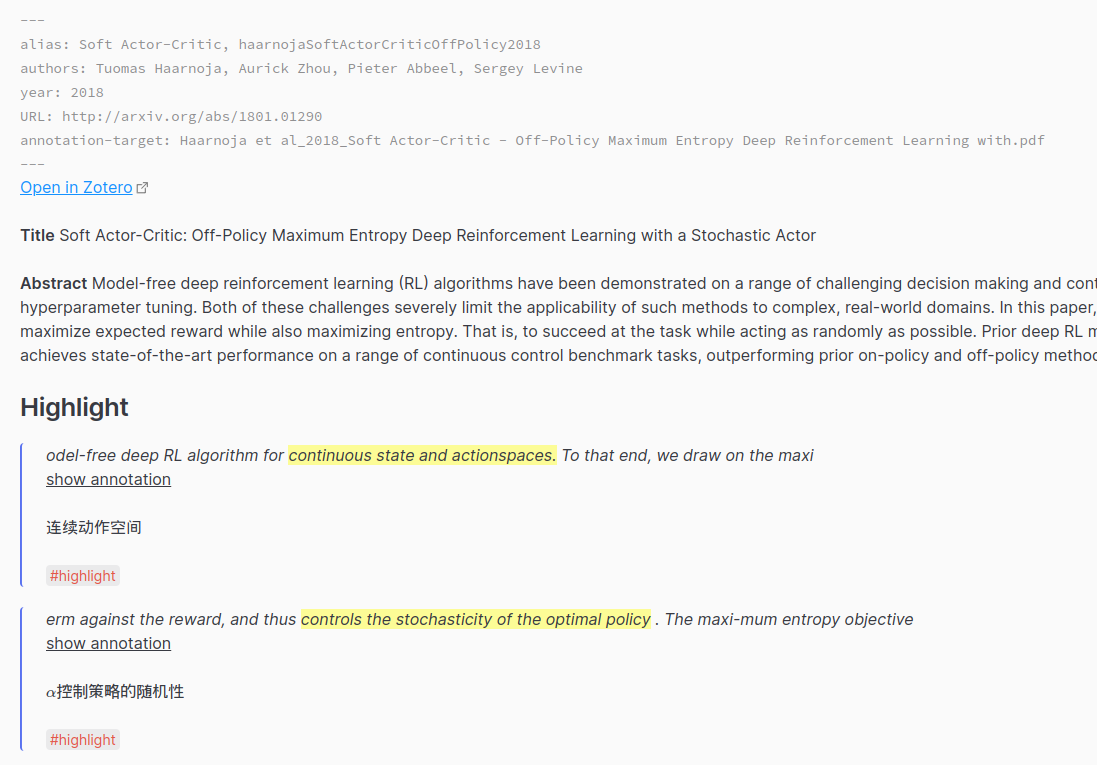 ---
alias: Soft Actor-Critic, haarnojaSoftActorCriticOffPolicy2018
authors: Tuomas Haarnoja, Aurick Zhou, Pieter Abbeel, Sergey Levine
year: 2018
URL: http://arxiv.org/abs/1801.01290
annotation-target: Haarnoja et al_2018_Soft Actor-Critic - Off-Policy Maximum Entropy Deep Reinforcement Learning with.pdf
---
Open in Zotero
Title Soft Actor-Critic: Off-Policy Maximum Entropy Deep Reinforcement Learning with a Stochastic Actor
Abstract Model-free deep reinforcement learning (RL) algorithms have been demonstrated on a range of challenging decision making and
hyperparameter tuning. Both of these challenges severely limit the applicability of such methods to complex, real-world domains. In this paper,
maximize expected reward while also maximizing entropy. That is, to succeed at the task while acting as randomly as possible. Prior deep RL
achieves state-of-the-art performance on a range of continuous control benchmark tasks, outperforming prior on-policy and off-policy
Highlight
odel-free deep RL algorithm for continuous state and actionspaces. To that end, we draw on the maxi
show annotation
连续动作空间
#highlight
erm against the reward, and thus controls the stochasticity of the optimal policy . The maxi-mum entropy objective
show annotation
α控制策略的随机性
#highlight